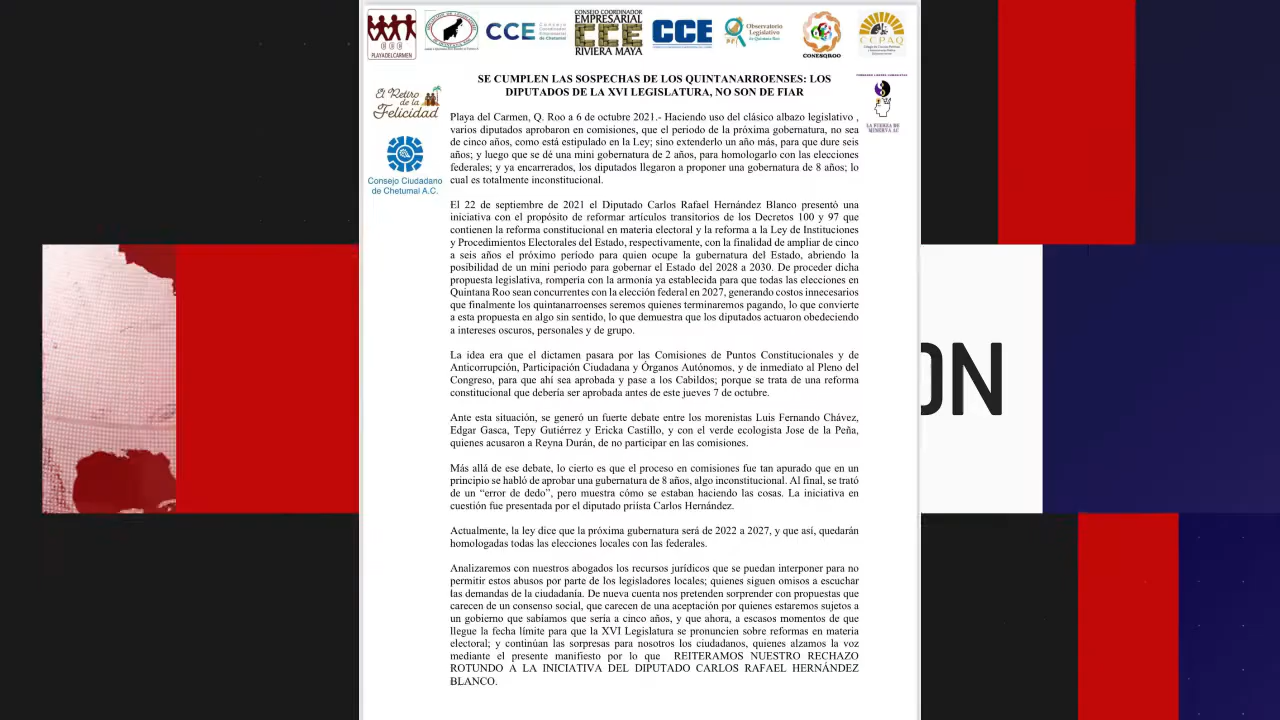 CCE
PLAYA DEL CARMEN
CCE
Consejo
Coordinador
Empresarial
de Chetumal
CONSEJO COORDINADOR
EMPRESARIAL
CCE
RIVIERA MAYA
CCE
Observatorio
Legislativo
de Quintana Roo
CONESQROO
CCPAQ
SE CUMPLEN LAS SOSPECHAS DE LOS QUINTANARROENSES: LOS
DIPUTADOS DE LA XVI LEGISLATURA, NO SON DE FIAR
El Retiro
de la
Felicidad
LA FUERZA DE
MINERVA AC
Consejo Ciudadano
de Chetumal A.C.
Playa del Carmen, Q. Roo a 6 de octubre 2021.- Haciendo uso del clásico albazo legislativo ,
varios diputados aprobaron en comisiones, que el periodo de la próxima gobernatura, no sea
de cinco años, como está estipulado en la Ley; sino extenderlo un año más, para que dure seis
años; y luego que se dé una mini gobernatura de 2 años, para homologarlo con las elecciones
federales; y ya encarrerados, los diputados llegaron a proponer una gobernatura de 8 años; lo
cual es totalmente inconstitucional.
El 22 de septiembre de 2021 el Diputado Carlos Rafael Hernández Blanco presentó una
iniciativa con el propósito de reformar artículos transitorios de los Decretos 100 y 97 que
contienen la reforma constitucional en materia electoral y la reforma a la Ley de Instituciones
y Procedimientos Electorales del Estado, respectivamente, con la finalidad de ampliar de cinco
a seis años el próximo periodo para quien ocupe la gubernatura del Estado, abriendo la
posibilidad de un mini periodo para gobernar el Estado del 2028 a 2030. De proceder dicha
propuesta legislativa, rompería con la armonía ya establecida para que todas las elecciones en
Quintana Roo sean concurrentes con la elección federal en 2027, generando costos innecesarios
que finalmente los quintanarroenses seremos quienes terminaremos pagando, lo que convierte
a esta propuesta en algo sin sentido, lo que demuestra que los diputados actuaron obedeciendo
a intereses oscuros, personales y de grupo.
La idea era que el dictamen pasara por las Comisiones de Puntos Constitucionales y de
Anticorrupción, Participación Ciudadana y Órganos Autónomos, y de inmediato al Pleno del
Congreso, para que ahí sea aprobada y pase a los Cabildos; porque se trata de una reforma
constitucional que debería ser aprobada antes de este jueves 7 de octubre.
Ante esta situación, se generó un fuerte debate entre los morenistas Luis Fernando Chávez,
Edgar Gasca, Tepy Gutiérrez y Ericka Castillo, y con el verde ecologista Jose de la Peña,
quienes acusaron a Reyna Durán, de no participar en las comisiones.
Más allá de ese debate, lo cierto es que el proceso en comisiones fue tan apurado que en un
principio se habló de aprobar una gubernatura de 8 años, algo inconstitucional. Al final, se trató
de un “error de dedo”, pero muestra cómo se estaban haciendo las cosas. La iniciativa en
cuestión fue presentada por el diputado priista Carlos Hernández.
Actualmente, la ley dice que la próxima gubernatura será de 2022 a 2027, y que así, quedarán
homologadas todas las elecciones locales con las federales.
Analizaremos con nuestros abogados los recursos jurídicos que se puedan interponer para no
permitir estos abusos por parte de los legisladores locales; quienes siguen omisos a escuchar
las demandas de la ciudadanía. De nueva cuenta nos pretenden sorprender con propuestas que
carecen de un consenso social, que carecen de una aceptación por quienes estaremos sujetos a
un gobierno que sabíamos que sería a cinco años, y que ahora, a escasos momentos de que
llegue la fecha límite para que la XVI Legislatura se pronuncien sobre reformas en materia
electoral; y continúan las sorpresas para nosotros los ciudadanos, quienes alzamos la voz
mediante el presente manifiesto por lo que REITERAMOS NUESTRO RECHAZO
ROTUNDO A LA INICIATIVA DEL DIPUTADO CARLOS RAFAEL HERNÁNDEZ
BLANCO.
ON